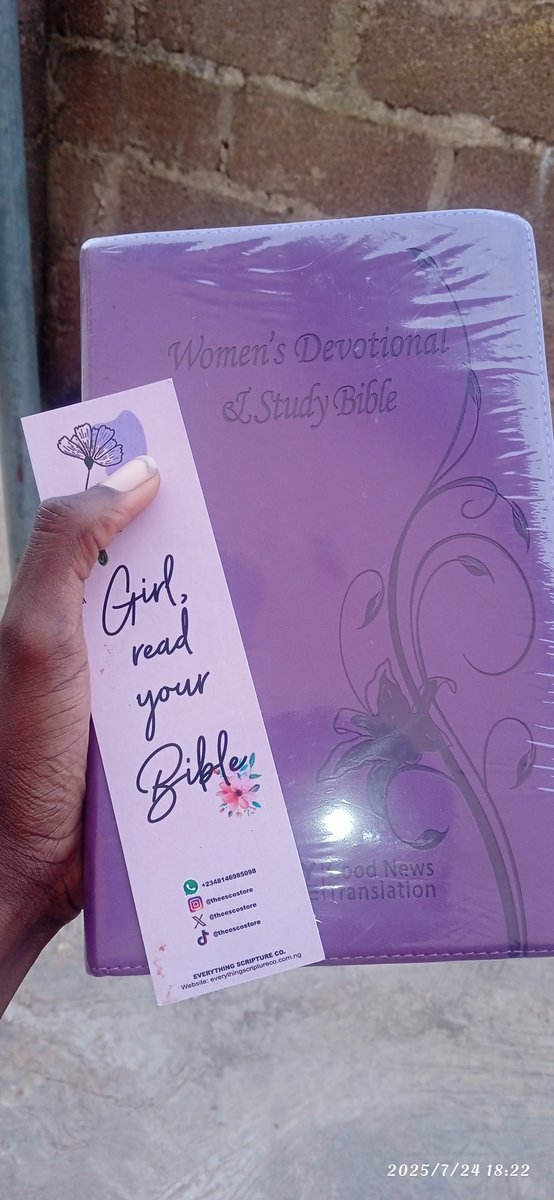 Women's Devotional
& Study Bible
Girl,
read
your
Bible
+2348146985098
@theescostore
@theescostore
@theescostore
EVERYTHING SCRIPTURE CO.
Website: everythingscriptureco.com.ng
News
Translation
2025/7/24 18:22